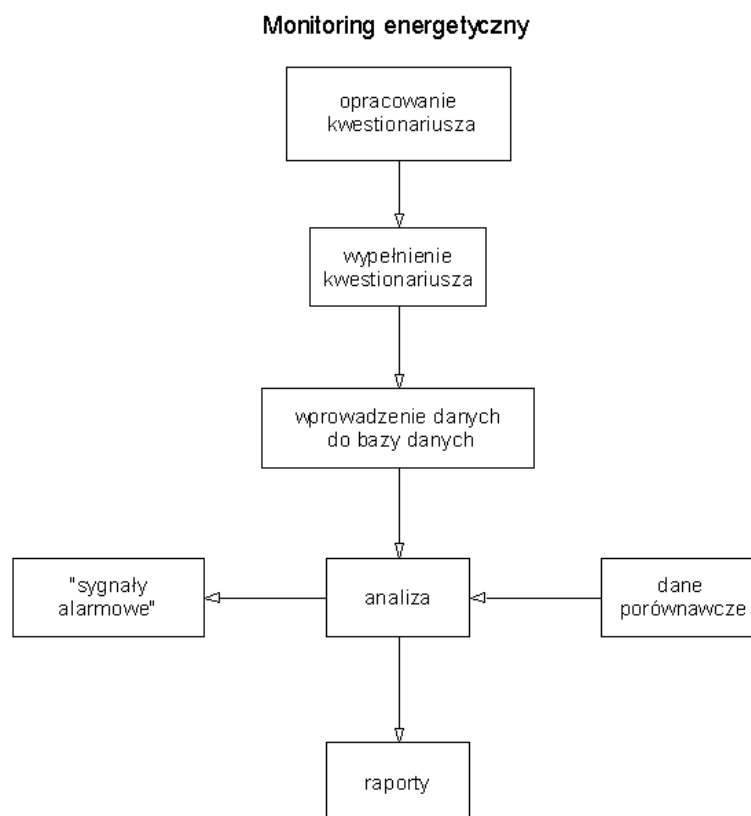 Monitoring energetyczny
opracowanie
kwestionariusza
wypełnienie
kwestionariusza
wprowadzenie danych
do bazy danych
"sygnały
alarmowe"
analiza
dane
porównawcze
raporty